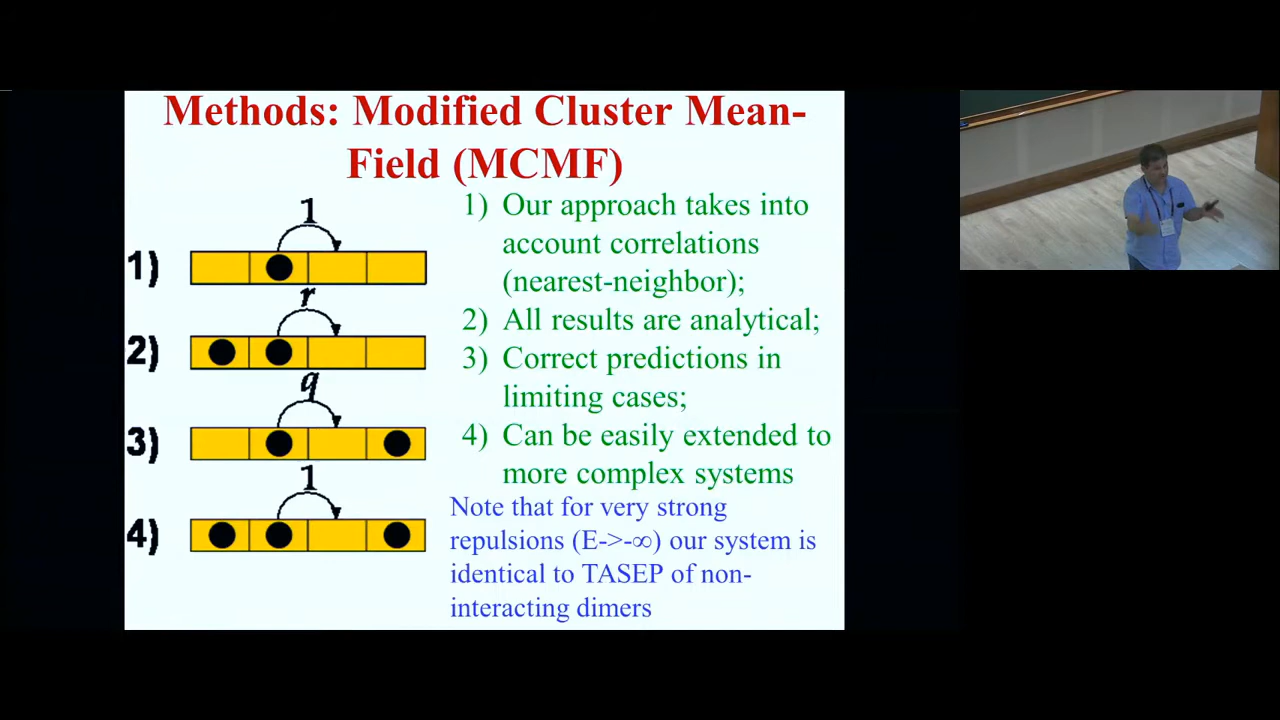 Methods: Modified Cluster Mean-
Field (MCMF)
1
1)
r
2)
q
3)
1
4)
1) Our approach takes into
account correlations
(nearest-neighbor);
2) All results are analytical;
3) Correct predictions in
limiting cases;
4) Can be easily extended to
more complex systems
Note that for very strong
repulsions (E->-∞) our system is
identical to TASEP of non-
interacting dimers